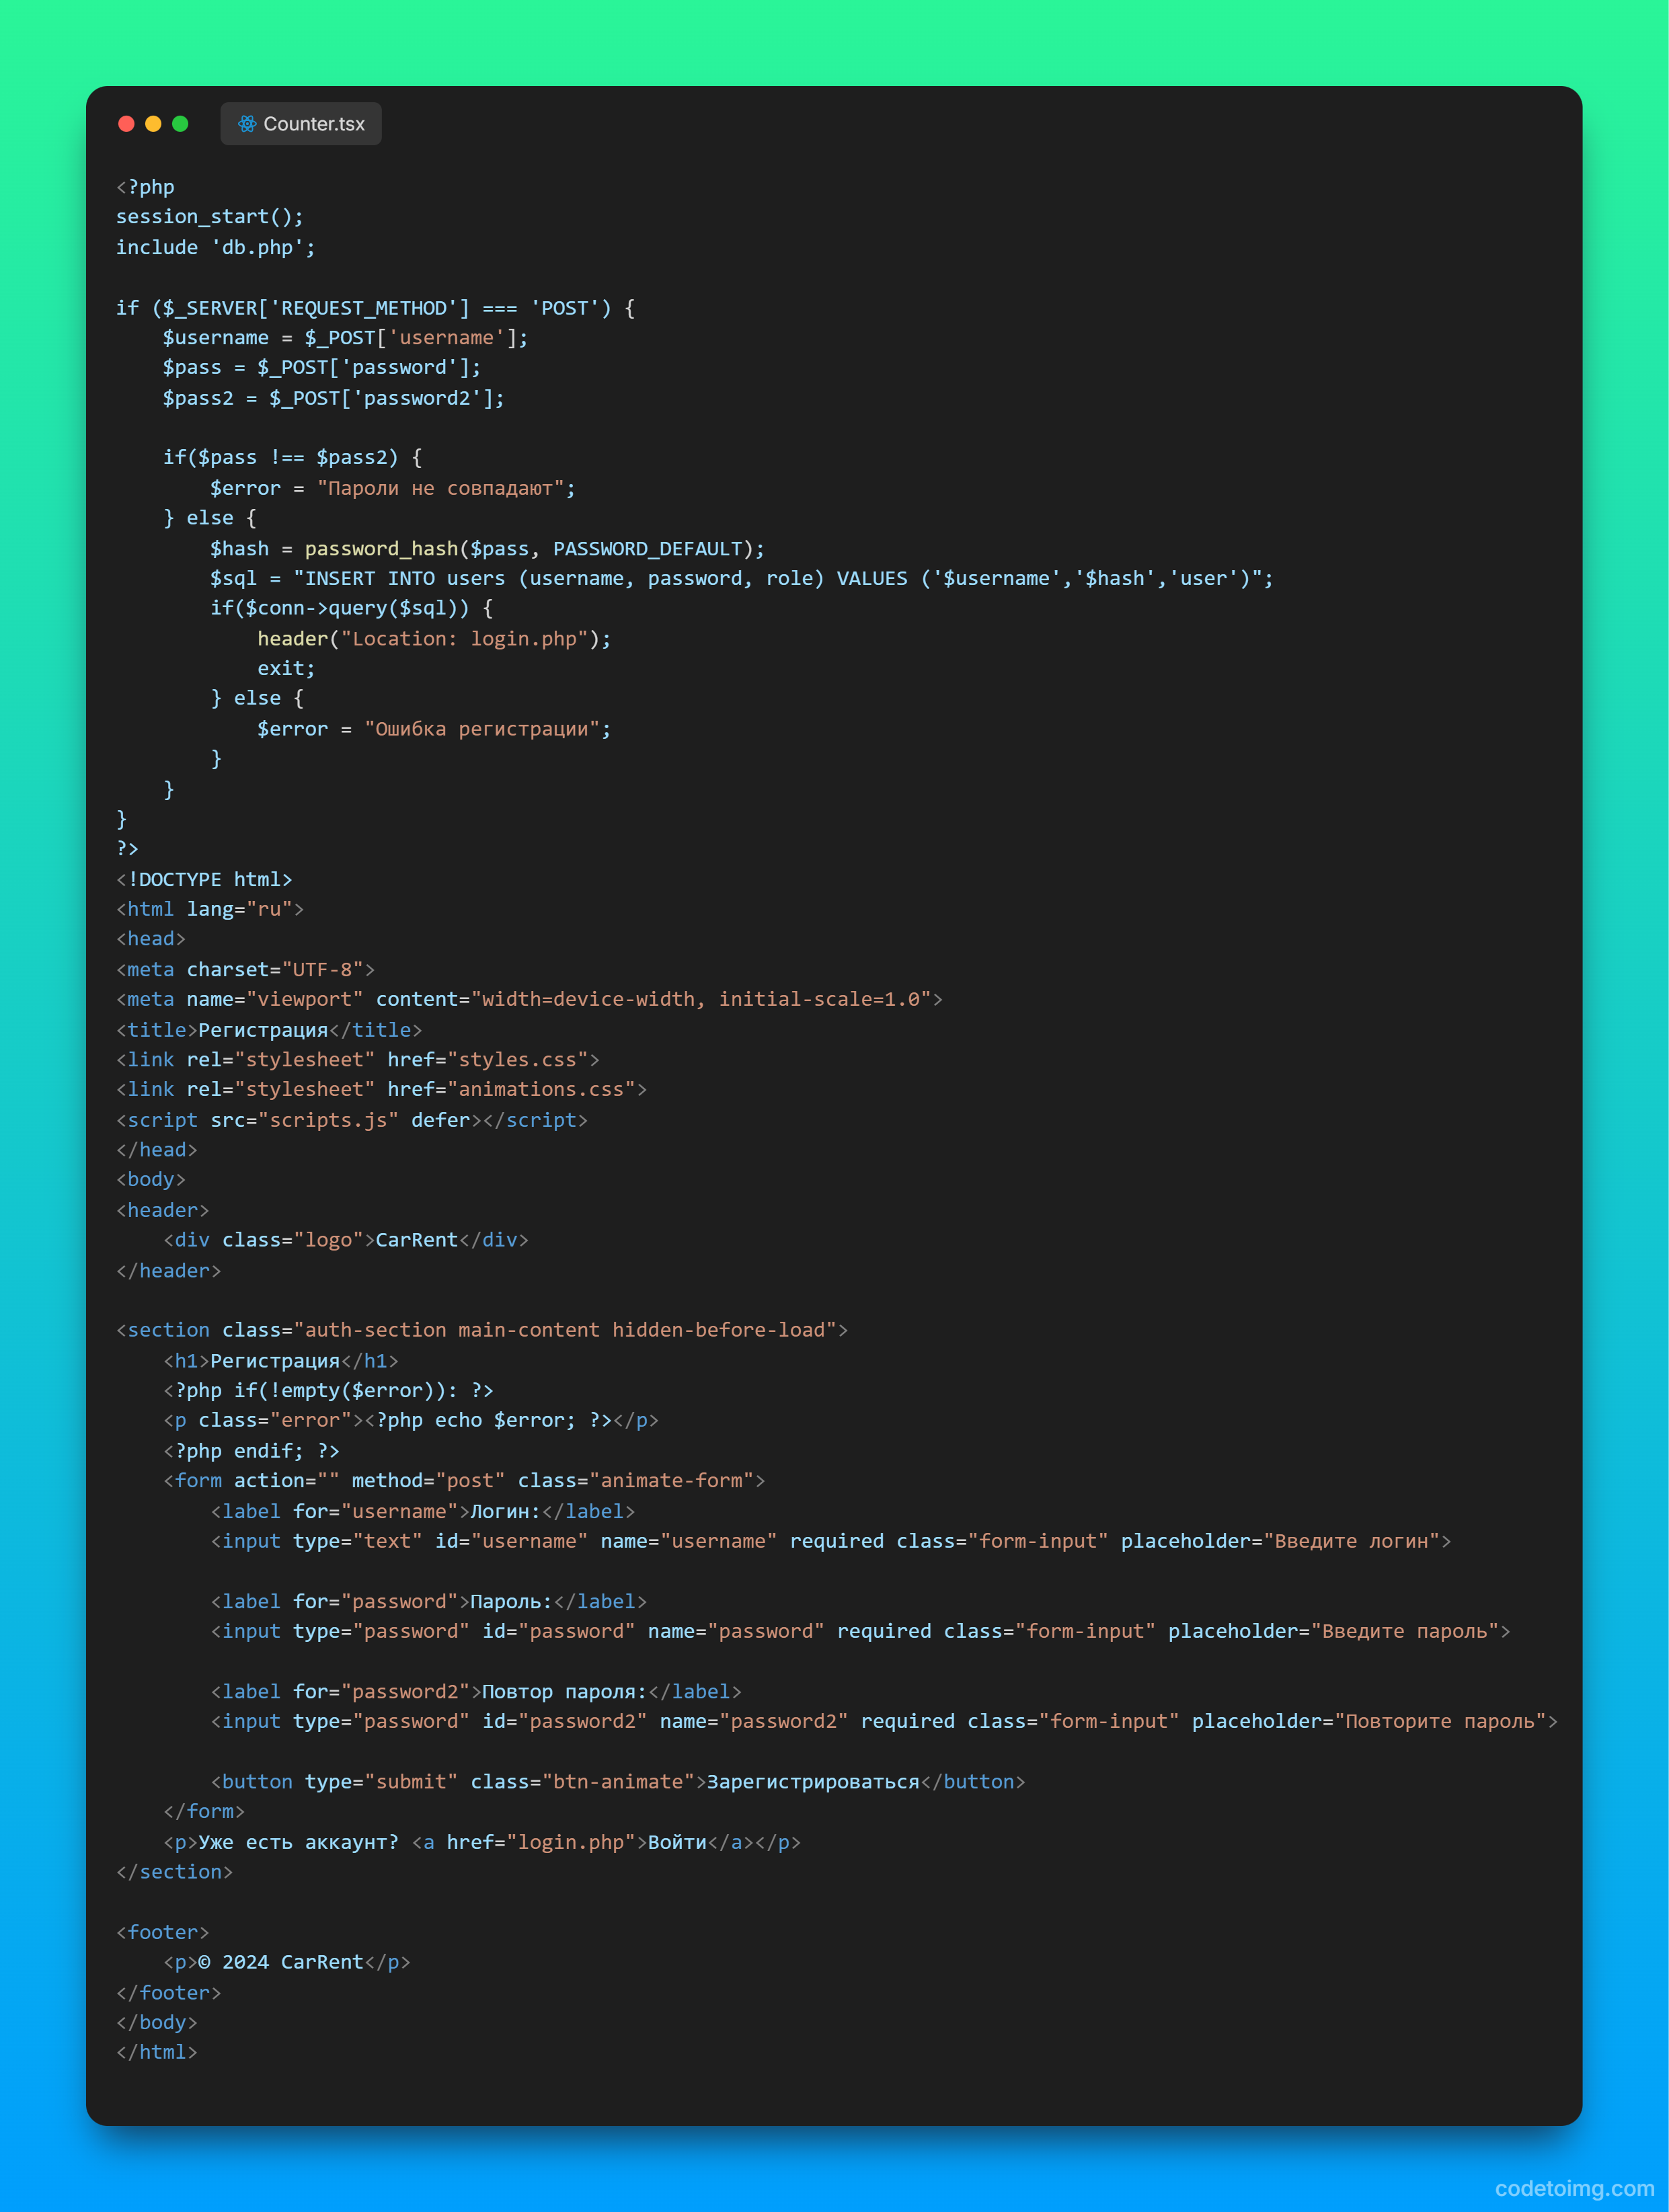 Counter.tsx
<?php
session_start();
include 'db.php';

if ($_SERVER['REQUEST_METHOD'] === 'POST') {
    $username = $_POST['username'];
    $pass = $_POST['password'];
    $pass2 = $_POST['password2'];

    if($pass !== $pass2) {
        $error = "Пароли не совпадают";
    } else {
        $hash = password_hash($pass, PASSWORD_DEFAULT);
        $sql = "INSERT INTO users (username, password, role) VALUES ('$username','$hash','user')";
        if($conn->query($sql)) {
            header("Location: login.php");
            exit;
        } else {
            $error = "Ошибка регистрации";
        }
    }
}
?>
<!DOCTYPE html>
<html lang="ru">
<head>
<meta charset="UTF-8">
<meta name="viewport" content="width=device-width, initial-scale=1.0">
<title>Регистрация</title>
<link rel="stylesheet" href="styles.css">
<link rel="stylesheet" href="animations.css">
<script src="scripts.js" defer></script>
</head>
<body>
<header>
    <div class="logo">CarRent</div>
</header>

<section class="auth-section main-content hidden-before-load">
    <h1>Регистрация</h1>
    <?php if(!empty($error)): ?>
    <p class="error"><?php echo $error; ?></p>
    <?php endif; ?>
    <form action="" method="post" class="animate-form">
        <label for="username">Логин:</label>
        <input type="text" id="username" name="username" required class="form-input" placeholder="Введите логин">

        <label for="password">Пароль:</label>
        <input type="password" id="password" name="password" required class="form-input" placeholder="Введите пароль">

        <label for="password2">Повтор пароля:</label>
        <input type="password" id="password2" name="password2" required class="form-input" placeholder="Повторите пароль">

        <button type="submit" class="btn-animate">Зарегистрироваться</button>
    </form>
    <p>Уже есть аккаунт? <a href="login.php">Войти</a></p>
</section>

<footer>
    <p>© 2024 CarRent</p>
</footer>
</body>
</html>
codetoimg.com